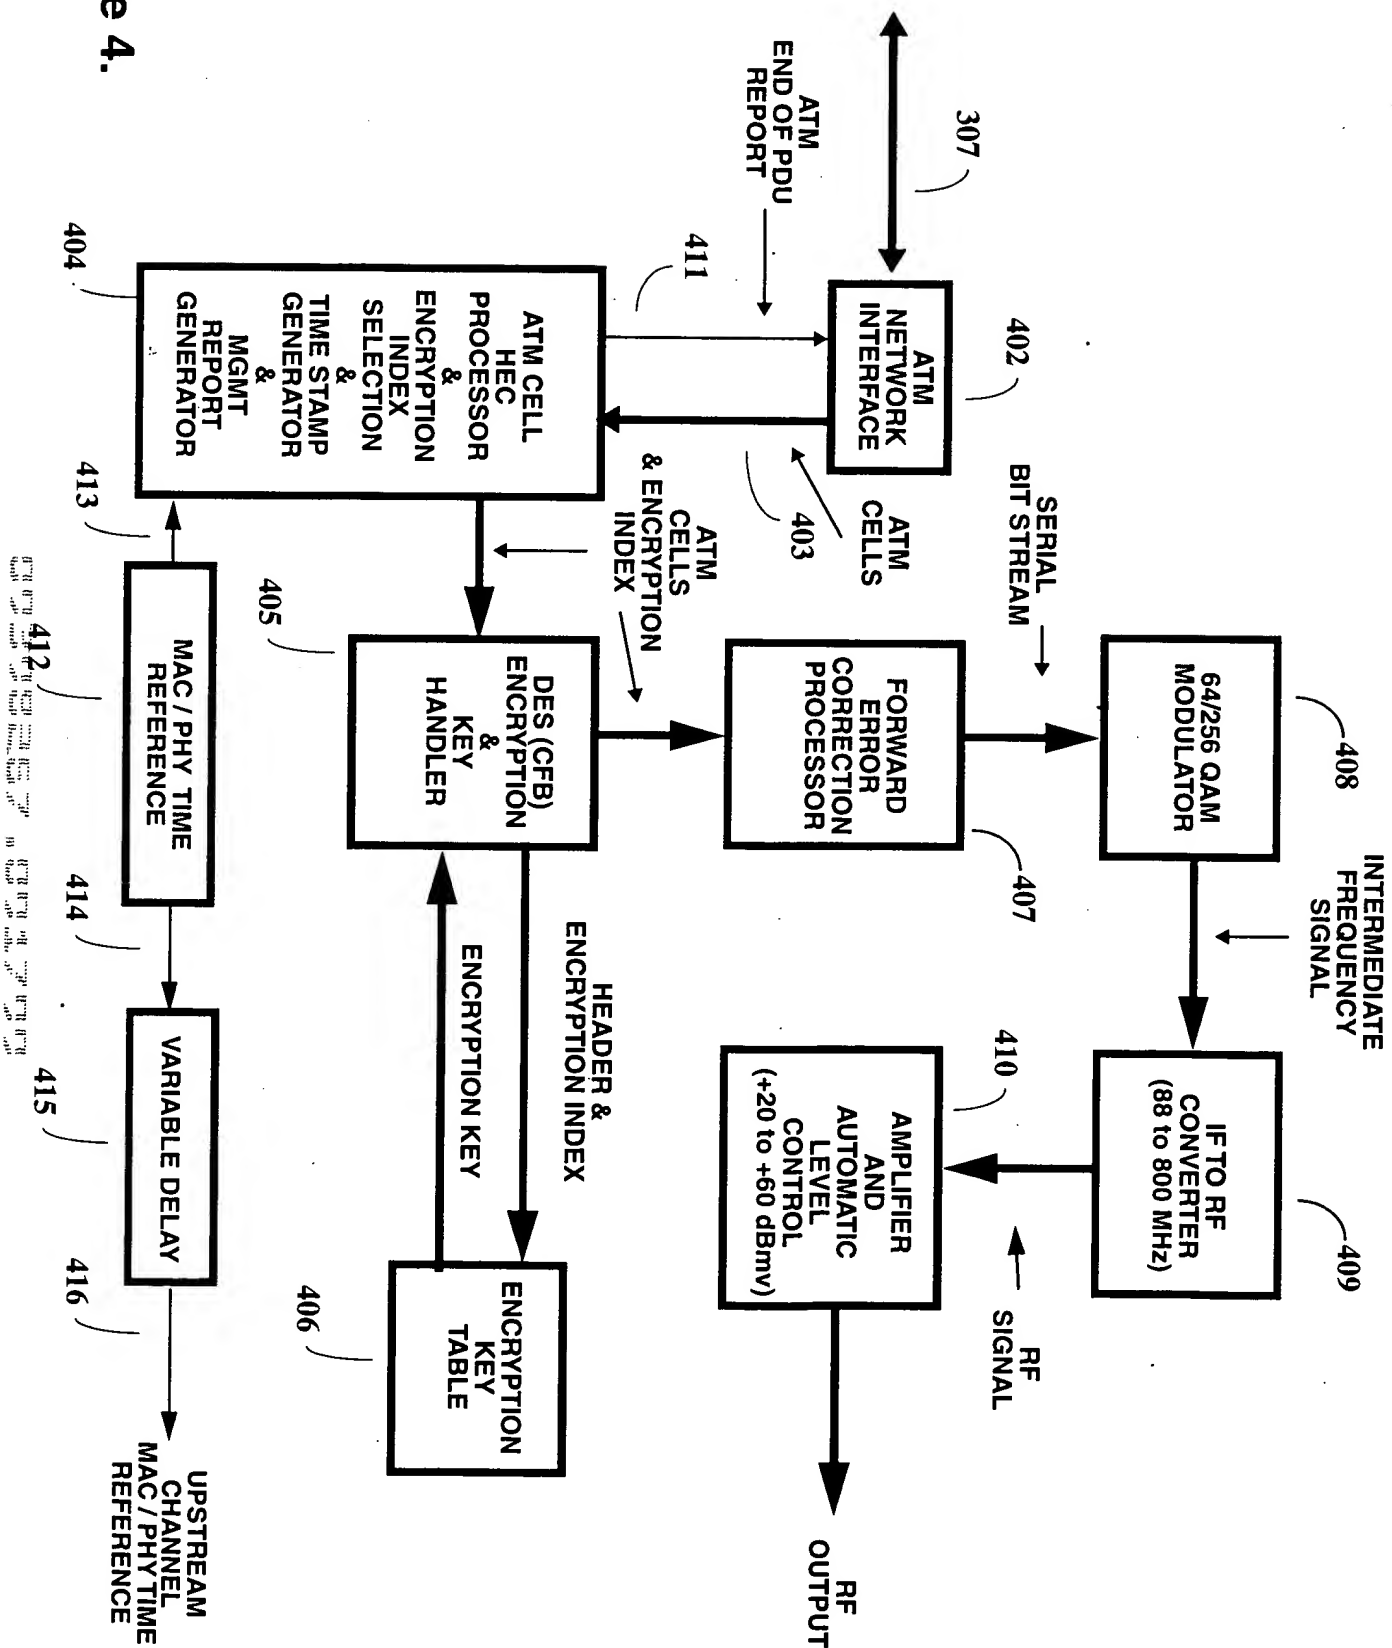 307
ATM
END OF PDU
REPORT
402
ATM
NETWORK
INTERFACE
411
403
ATM
CELLS
404
ATM CELL
HEC
PROCESSOR
&
ENCRYPTION
INDEX
SELECTION
&
TIME STAMP
GENERATOR
&
MGMT
REPORT
GENERATOR
413
ATM
CELLS
& ENCRYPTION
INDEX
SERIAL
BIT STREAM
408
64/256 QAM
MODULATOR
407
FORWARD
ERROR
CORRECTION
PROCESSOR
405
DES (CFB)
ENCRYPTION
&
KEY
HANDLER
412
MAC / PHY TIME
REFERENCE
414
INTERMEDIATE
FREQUENCY
SIGNAL
409
IF TO RF
CONVERTER
(88 to 800 MHz)
410
AMPLIFIER
AND
AUTOMATIC
LEVEL
CONTROL
(+20 to +60 dBmv)
RF
SIGNAL
HEADER &
ENCRYPTION INDEX
ENCRYPTION KEY
406
ENCRYPTION
KEY
TABLE
415
VARIABLE DELAY
416
RF
OUTPUT
UPSTREAM
CHANNEL
MAC / PHY TIME
REFERENCE
4.